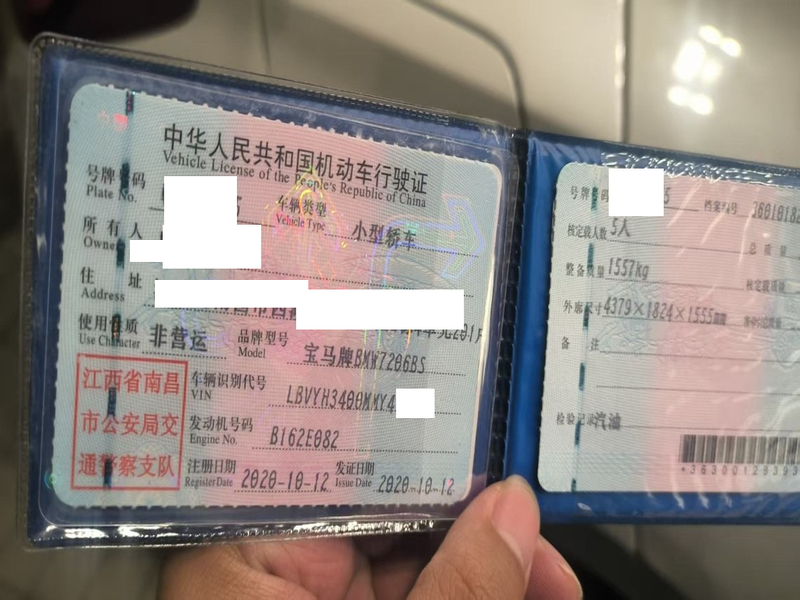 中华人民共和国机动车行驶证
Vehicle License of the People's Republic of China
号牌号码
Plate No.
车辆类型
Vehicle Type
小型轿车
所有人
Owner
住址
Address
使用性质
Use Character
非营运
品牌型号
Model
宝马牌BMW7206BS
江西省南昌
市公安局交
通警察支队
车辆识别代号
VIN
LBVYH3400MMY4
发动机号码
Engine No.
B162E082
注册日期
Register Date
2020-10-12
发证日期
Issue Date
2020-10-12
号牌号码
档案编号
3601018
核定载人数 5人
总质量
整备质量 1557kg
核定载质量
外廓尺寸 4379×1824×1555mm
备注
检验记录 汽油